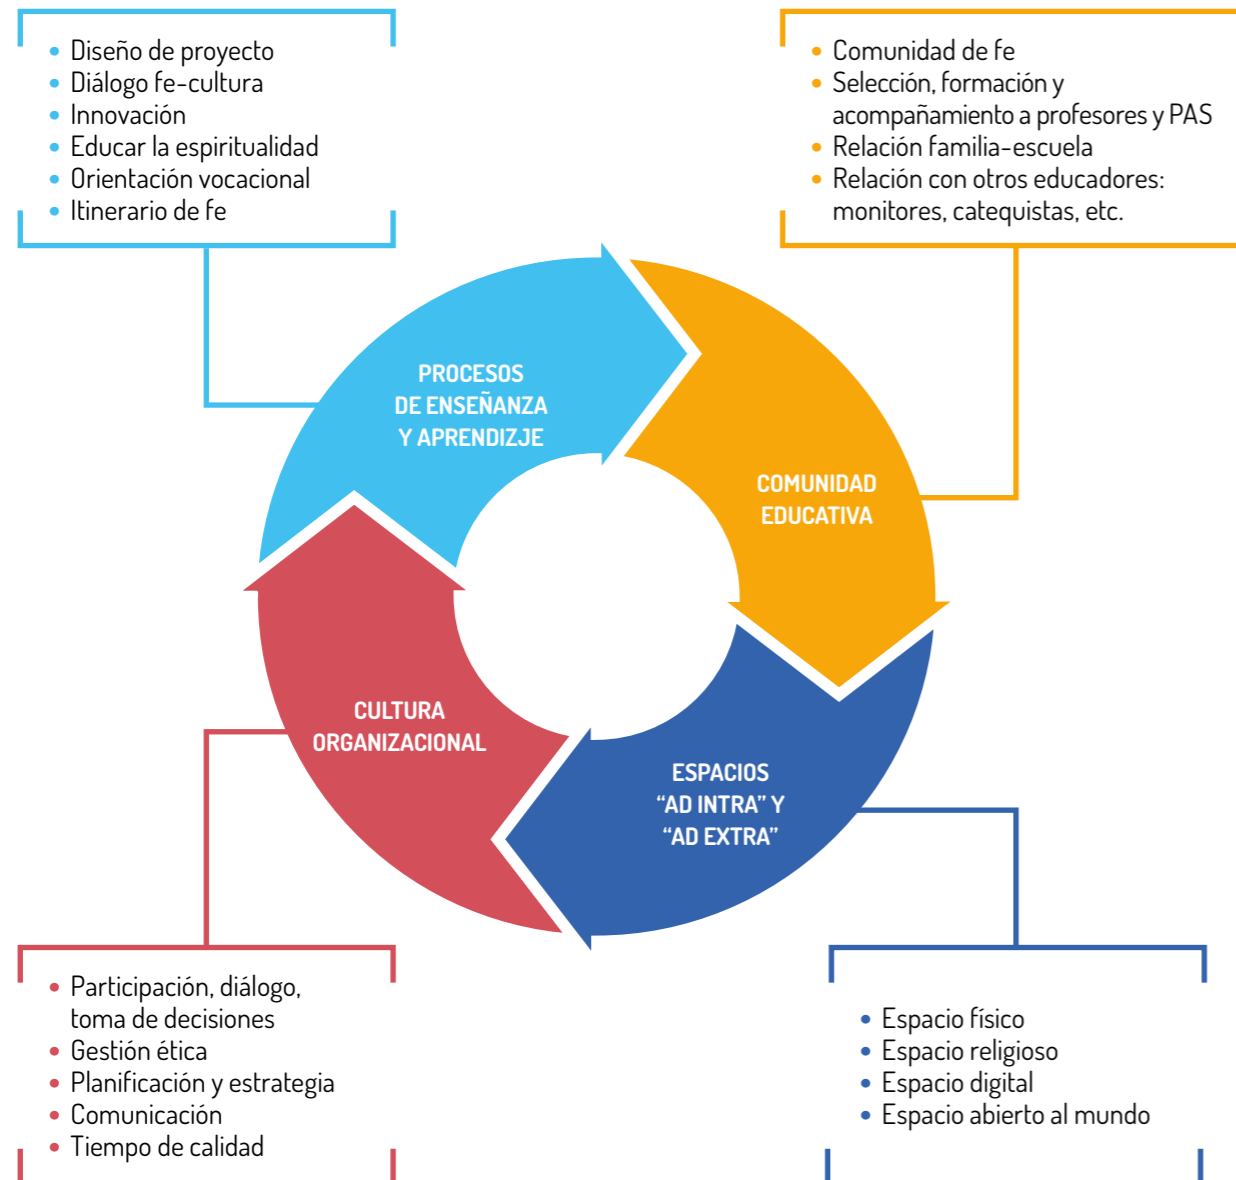 • Diseño de proyecto
• Diálogo fe-cultura
• Innovación
• Educar la espiritualidad
• Orientación vocacional
• Itinerario de fe
• Comunidad de fe
• Selección, formación y
acompañamiento a profesores y PAS
• Relación familia-escuela
• Relación con otros educadores:
monitores, catequistas, etc.
PROCESOS
DE ENSEÑANZA
Y APRENDIZJE
COMUNIDAD
EDUCATIVA
CULTURA
ORGANIZACIONAL
ESPACIOS
“AD INTRA” Y
“AD EXTRA”
• Participación, diálogo,
toma de decisiones
• Gestión ética
• Planificación y estrategia
• Comunicación
• Tiempo de calidad
• Espacio físico
• Espacio religioso
• Espacio digital
• Espacio abierto al mundo